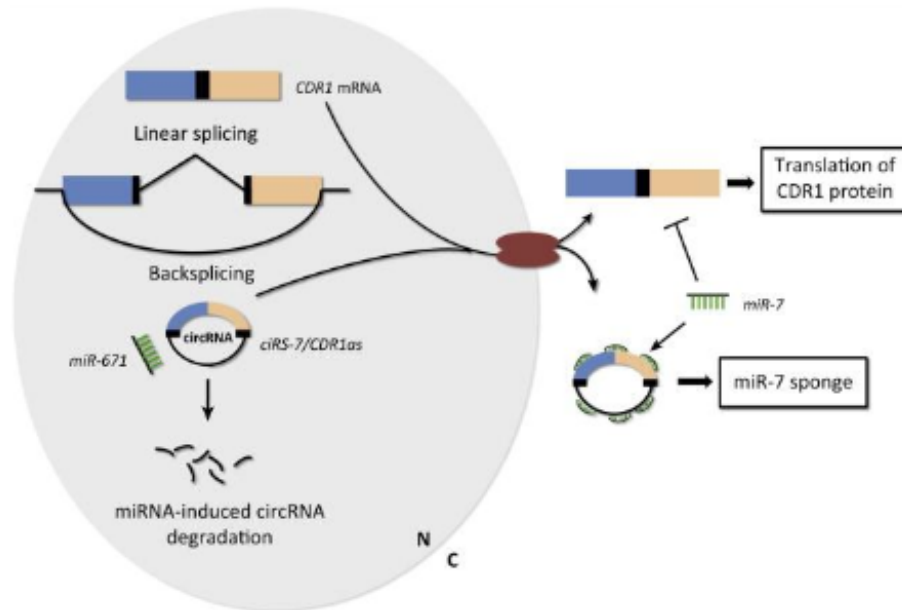 CDR1 mRNA
Linear splicing
Translation of
CDR1 protein
Backsplicing
circRNA
ciRS-7/CDR1as
miR-671
miR-7
miR-7 sponge
miRNA-induced circRNA
degradation
N
C